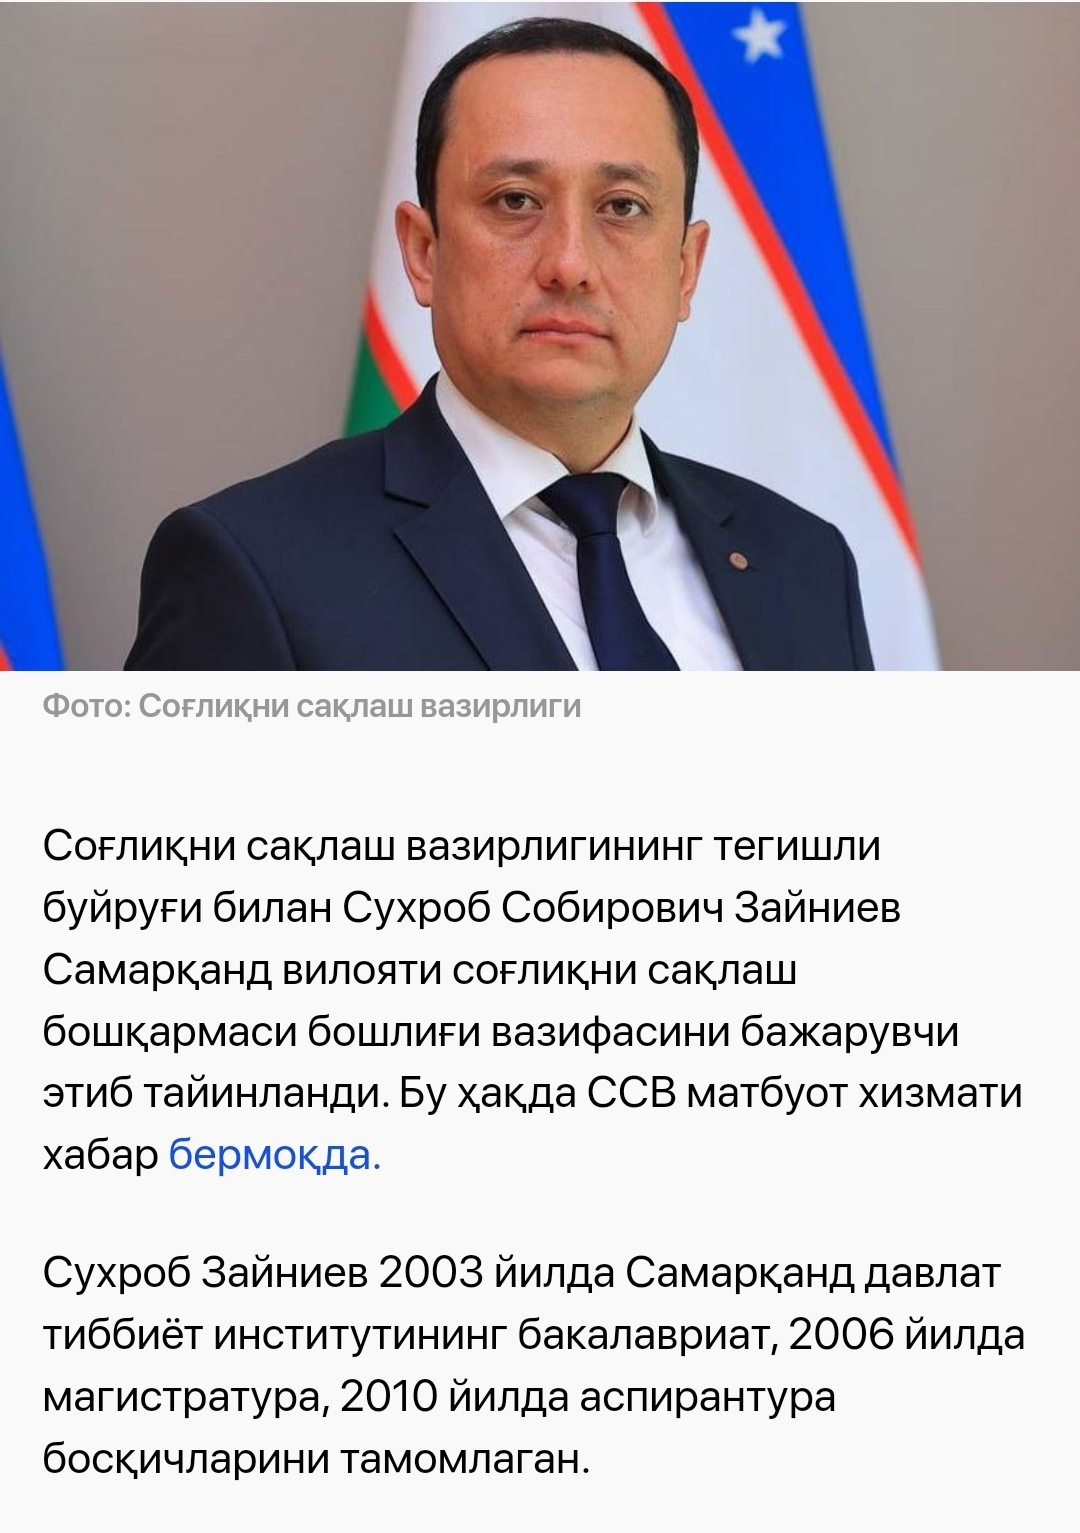 Фото: Соғлиқни сақлаш вазирлиги
Соғлиқни сақлаш вазирлигининг тегишли
буйруғи билан Сухроб Собирович Зайниев
Самарқанд вилояти соғлиқни сақлаш
бошқармаси бошлиғи вазифасини бажарувчи
этиб тайинланди. Бу ҳақда ССВ матбуот хизмати
хабар бермоқда.
Сухроб Зайниев 2003 йилда Самарқанд давлат
тиббиёт институтининг бакалавриат, 2006 йилда
магистратура, 2010 йилда аспирантура
босқичларини тамомлаган.